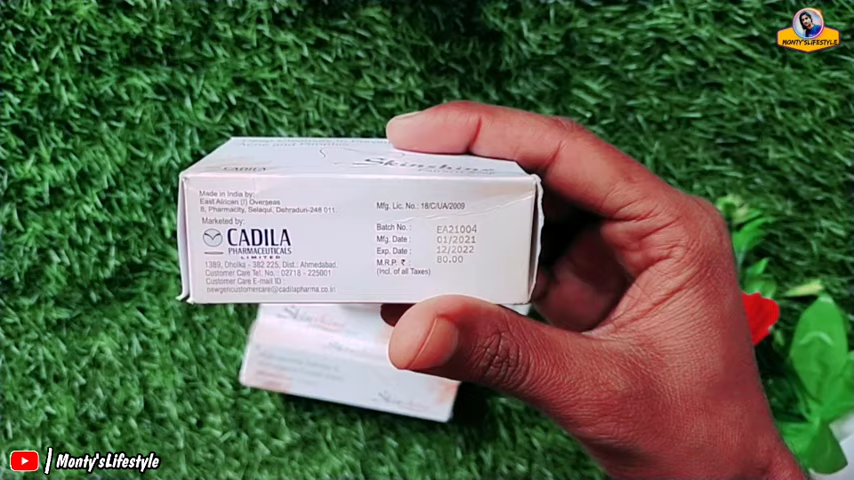 MONTY'SLIFESTYLE
Skinshine
CADILA
Made in India by:
East African (I) Overseas
8, Pharmacity, Selaqui, Dehradun-248 011.
Marketed by:
CADILA
PHARMACEUTICALS
LIMITED
1389, Dholka - 382 225, Dist.: Ahmedabad.
Customer Care Tel. No. : 02718 - 225001
Customer Care E-mail ID :
newgencustomercare@cadilapharma.co.in
Mfg. Lic. No.: 18/C/UA/2009
Batch No. : EA21004
Mfg. Date : 01/2021
Exp. Date : 12/2022
M.R.P. ₹ : 80.00
(Incl. of all Taxes)
Monty'sLifestyle